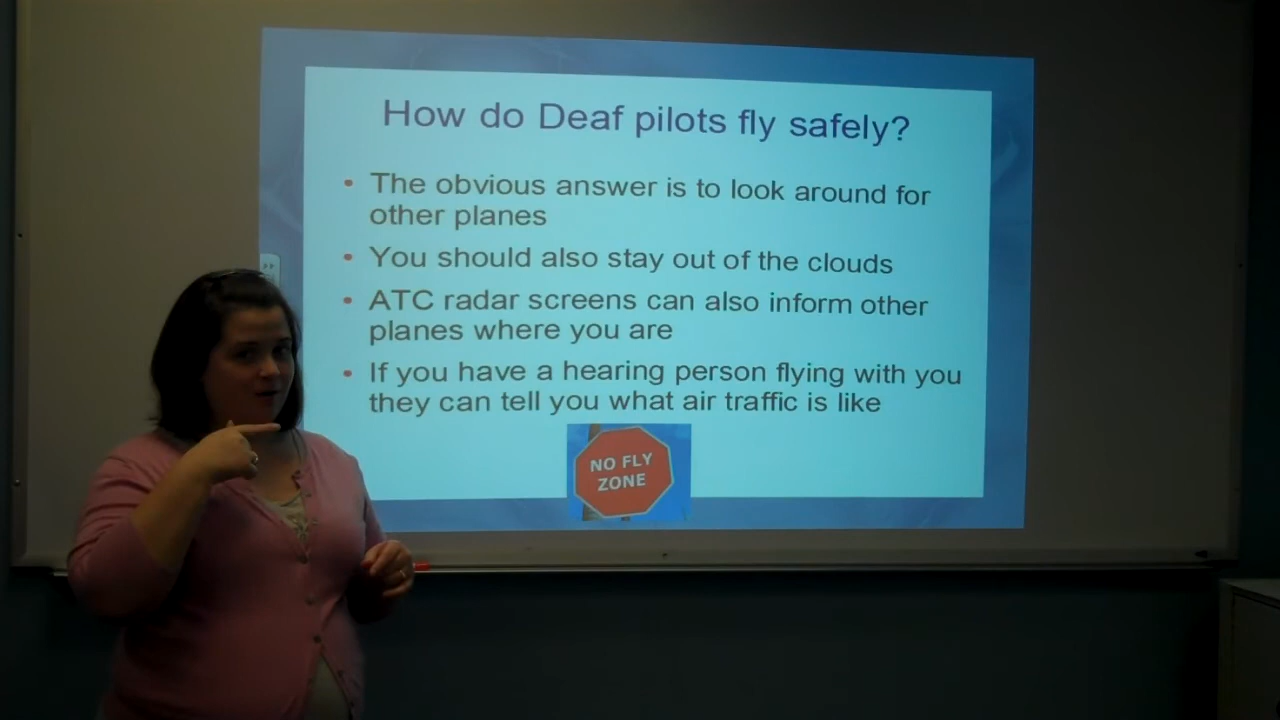 How do Deaf pilots fly safely?
• The obvious answer is to look around for
other planes
• You should also stay out of the clouds
• ATC radar screens can also inform other
planes where you are
• If you have a hearing person flying with you
they can tell you what air traffic is like
NO FLY
ZONE